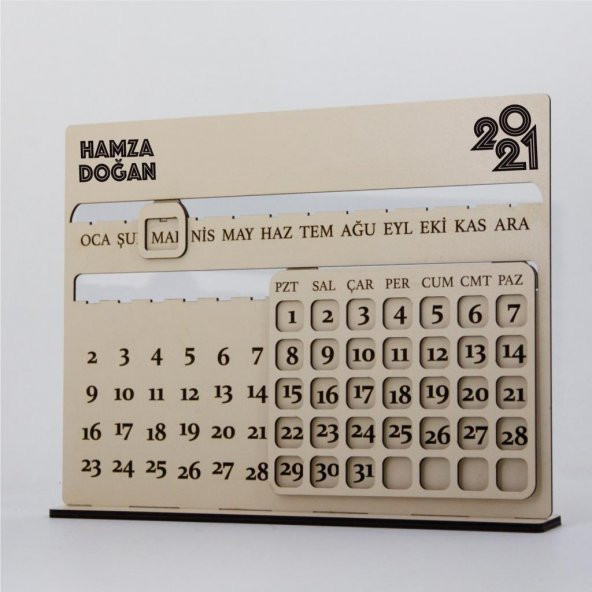 HAMZA
DOĞAN
2021
OCA ŞU MAR NİS MAY HAZ TEM AĞU EYL EKİ KAS ARA
PZT SAL ÇAR PER CUM CMT PAZ
1 2 3 4 5 6 7
2 3 4 5 6 7 8 9 10 11 12 13 14
9 10 11 12 13 14 15 16 17 18 19 20 21
16 17 18 19 20 21 22 23 24 25 26 27 28
23 24 25 26 27 28 29 30 31